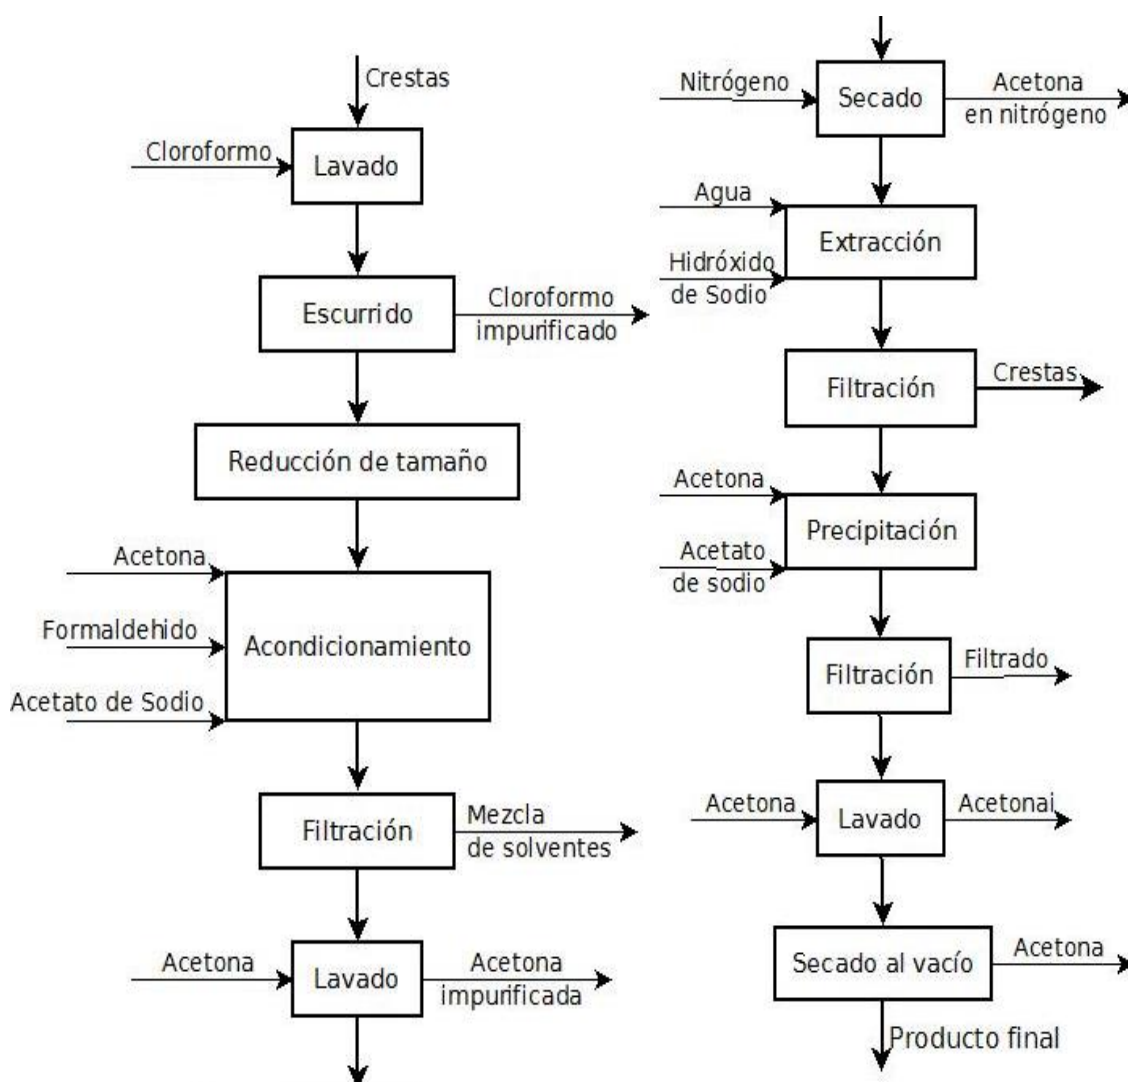 Crestas
Cloroformo
Lavado
Escurrido
Cloroformo
impurificado
Reducción de tamaño
Acetona
Formaldehido
Acetato de Sodio
Acondicionamiento
Filtración
Mezcla
de solventes
Acetona
Lavado
Acetona
impurificada
Nitrógeno
Secado
Acetona
en nitrógeno
Agua
Hidróxido
de Sodio
Extracción
Filtración
Crestas
Acetona
Acetato
de sodio
Precipitación
Filtración
Filtrado
Acetona
Lavado
Acetonai
Secado al vacío
Acetona
Producto final